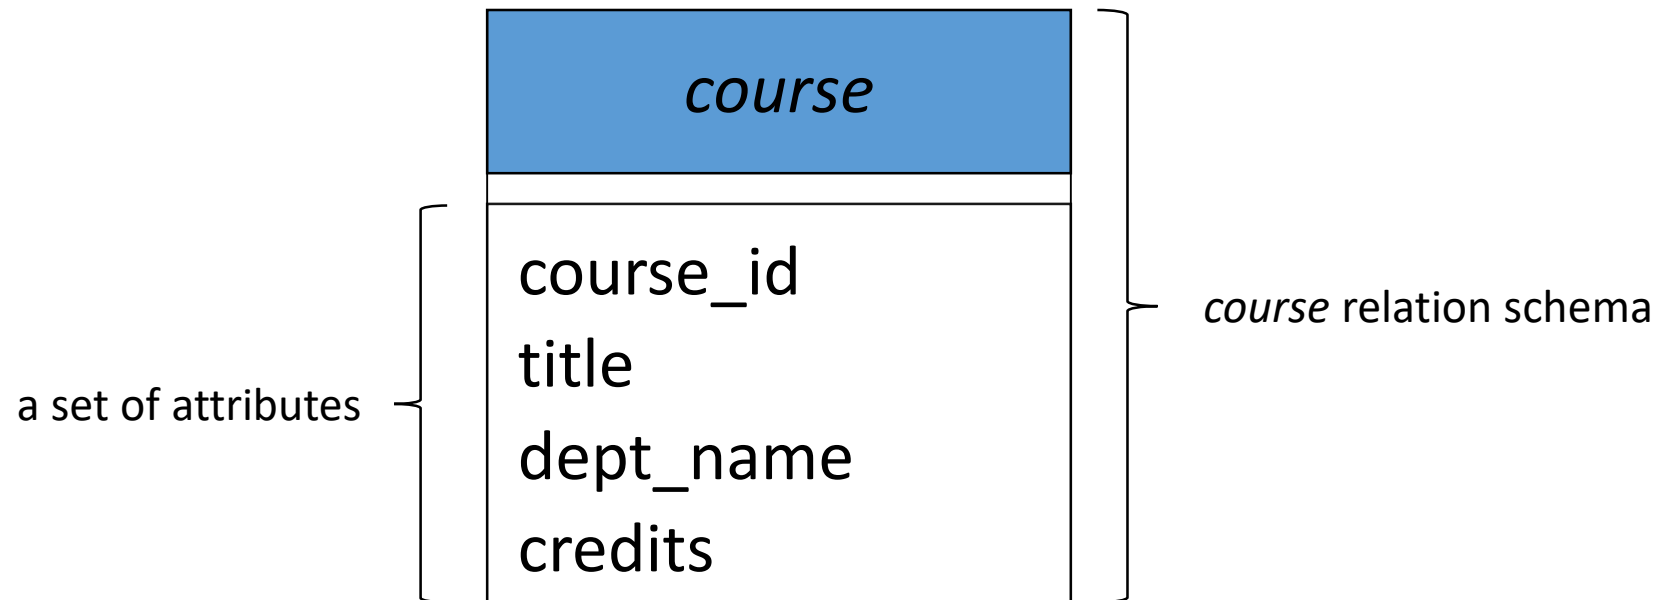 course
course_id
title
dept_name
credits
a set of attributes
course relation schema